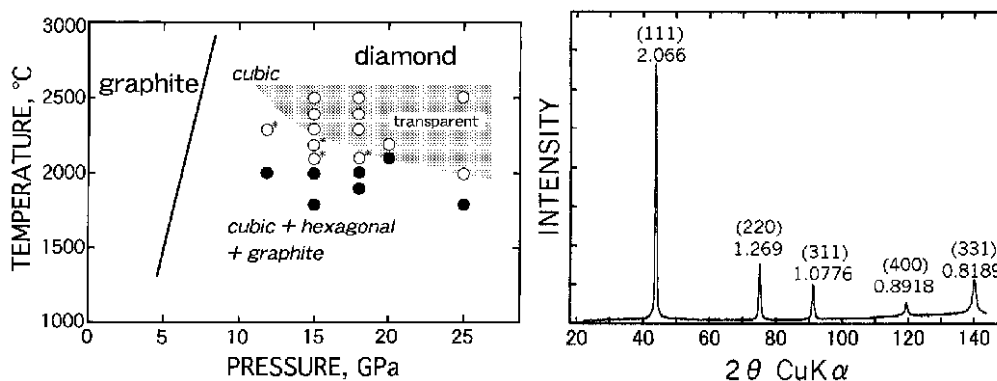 3000
2500
2000
1500
1000
TEMPERATURE, °C
graphite
diamond
cubic
transparent
*
*
*
*
cubic + hexagonal
+ graphite
0 5 10 15 20 25
PRESSURE, GPa
INTENSITY
(111)
2.066
(220)
1.269
(311)
1.0776
(400)
0.8918
(331)
0.8189
20 40 60 80 100 120 140
2θ CuKα